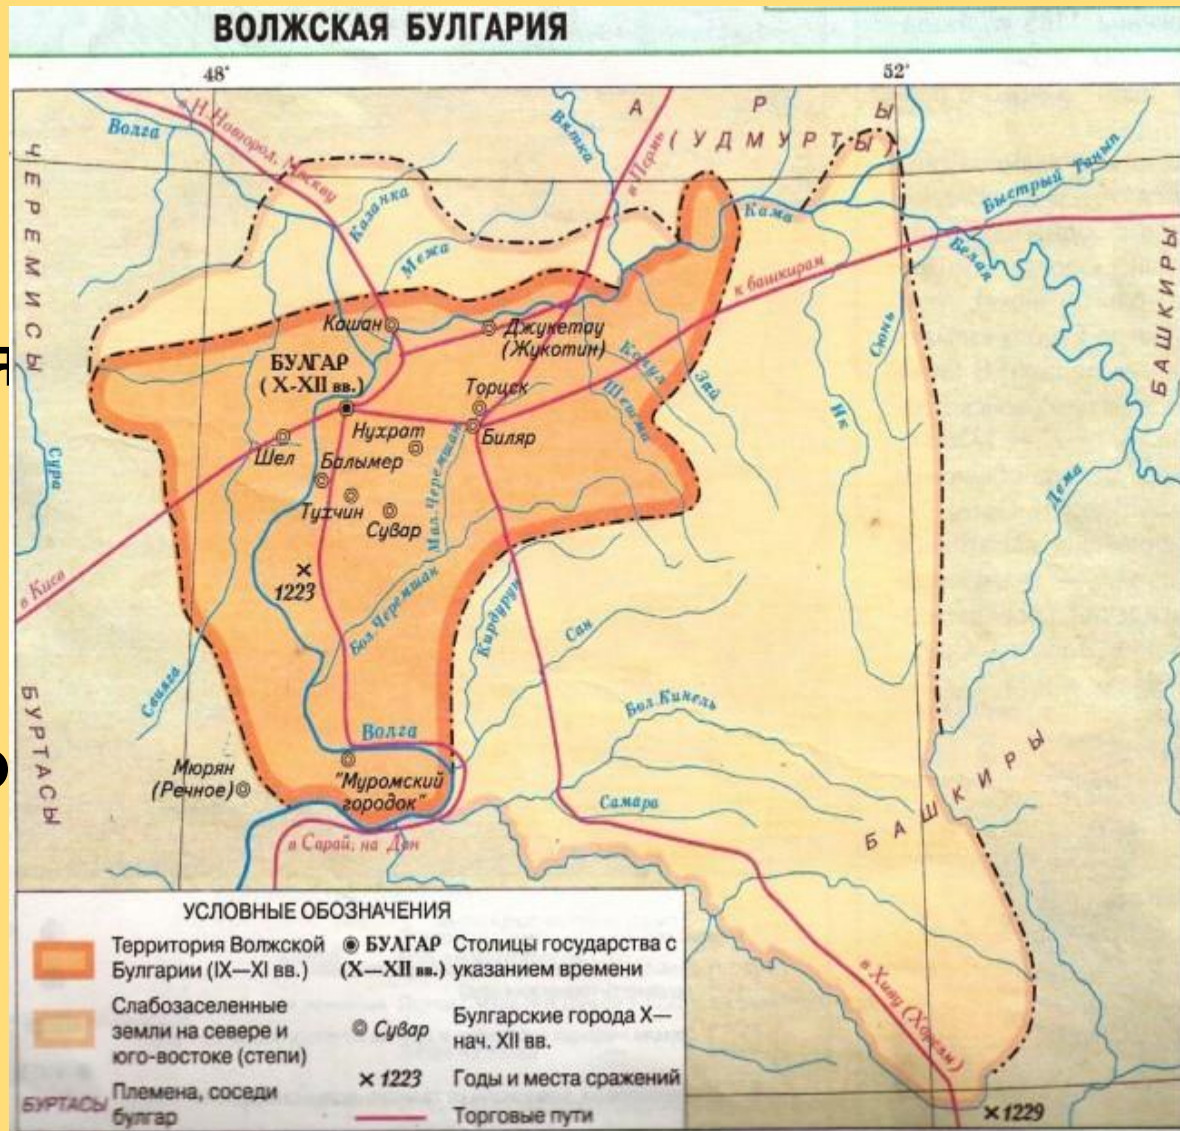 ВОЛЖСКАЯ БУЛГАРИЯ
48°
52°
Волга
в Н.Новгород, Москву
Вятка
в Пермь
А Р Ы
(УДМУРТЫ)
Быстрый Танып
ЧЕРЕМИСЫ
Казанка
Межа
Кама
Белая
к башкирам
БАШКИРЫ
Кашан
Джукетау
(Жукотин)
Сюнь
БУЛГАР
(X-XII вв.)
Торцск
Зай
Шешма
Ик
Нухрат
Биляр
Шел
Балымер
Сура
Тухчин
Сувар
Мал.Черемшан
Дема
1223
в Киев
Бол.Черемшан
Кирдурун
Сан
Свияга
БУРТАСЫ
Бол.Кинель
Волга
Мюрян
(Речное)
"Муромский
городок"
Самара
БАШКИРЫ
в Сарай, на Дон
в Хиту (Хорезм)
1229
УСЛОВНЫЕ ОБОЗНАЧЕНИЯ
Территория Волжской
Булгарии (IX—XI вв.)
БУЛГАР
(X—XII вв.)
Столицы государства с
указанием времени
Слабозаселенные
земли на севере и
юго-востоке (степи)
Сувар
Булгарские города X—
нач. XII вв.
БУРТАСЫ
Племена, соседи
булгар
1223
Годы и места сражений
Торговые пути